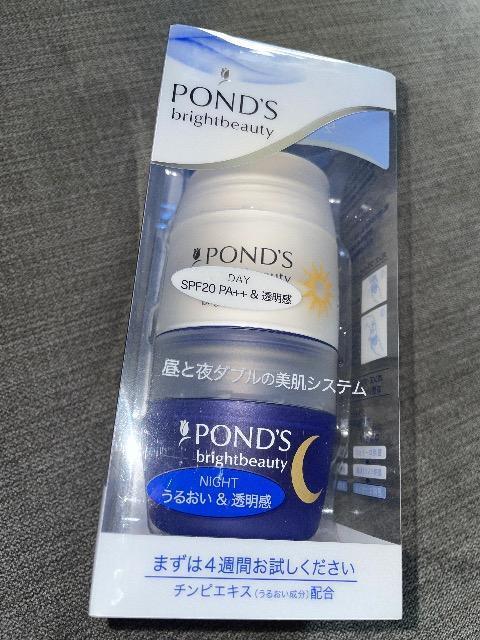 POND'S
brightbeauty
POND'S
DAY
SPF20 PA++ & 透明感
昼と夜ダブルの美肌システム
POND'S
brightbeauty
NIGHT
うるおい & 透明感
まずは4週間お試しください
チンピエキス(うるおい成分)配合